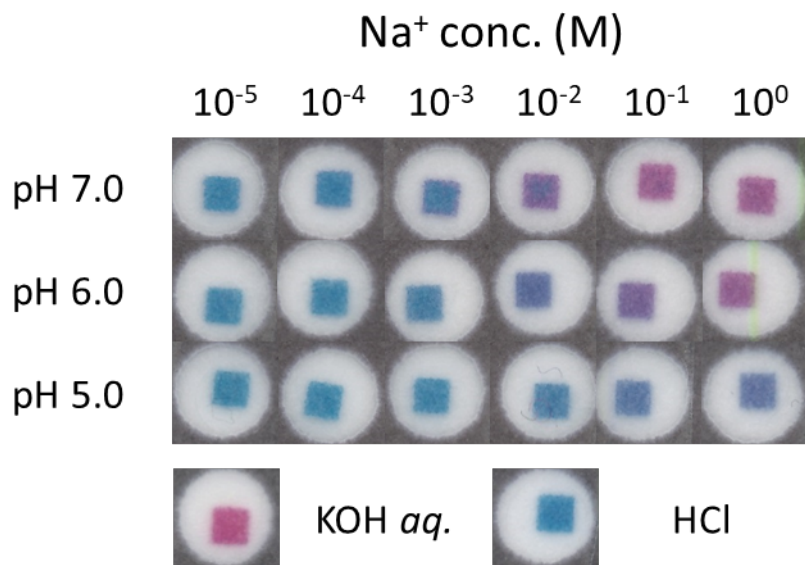 Na⁺ conc. (M)
10⁻⁵ 10⁻⁴ 10⁻³ 10⁻² 10⁻¹ 10⁰
pH 7.0
pH 6.0
pH 5.0
KOH aq. HCl